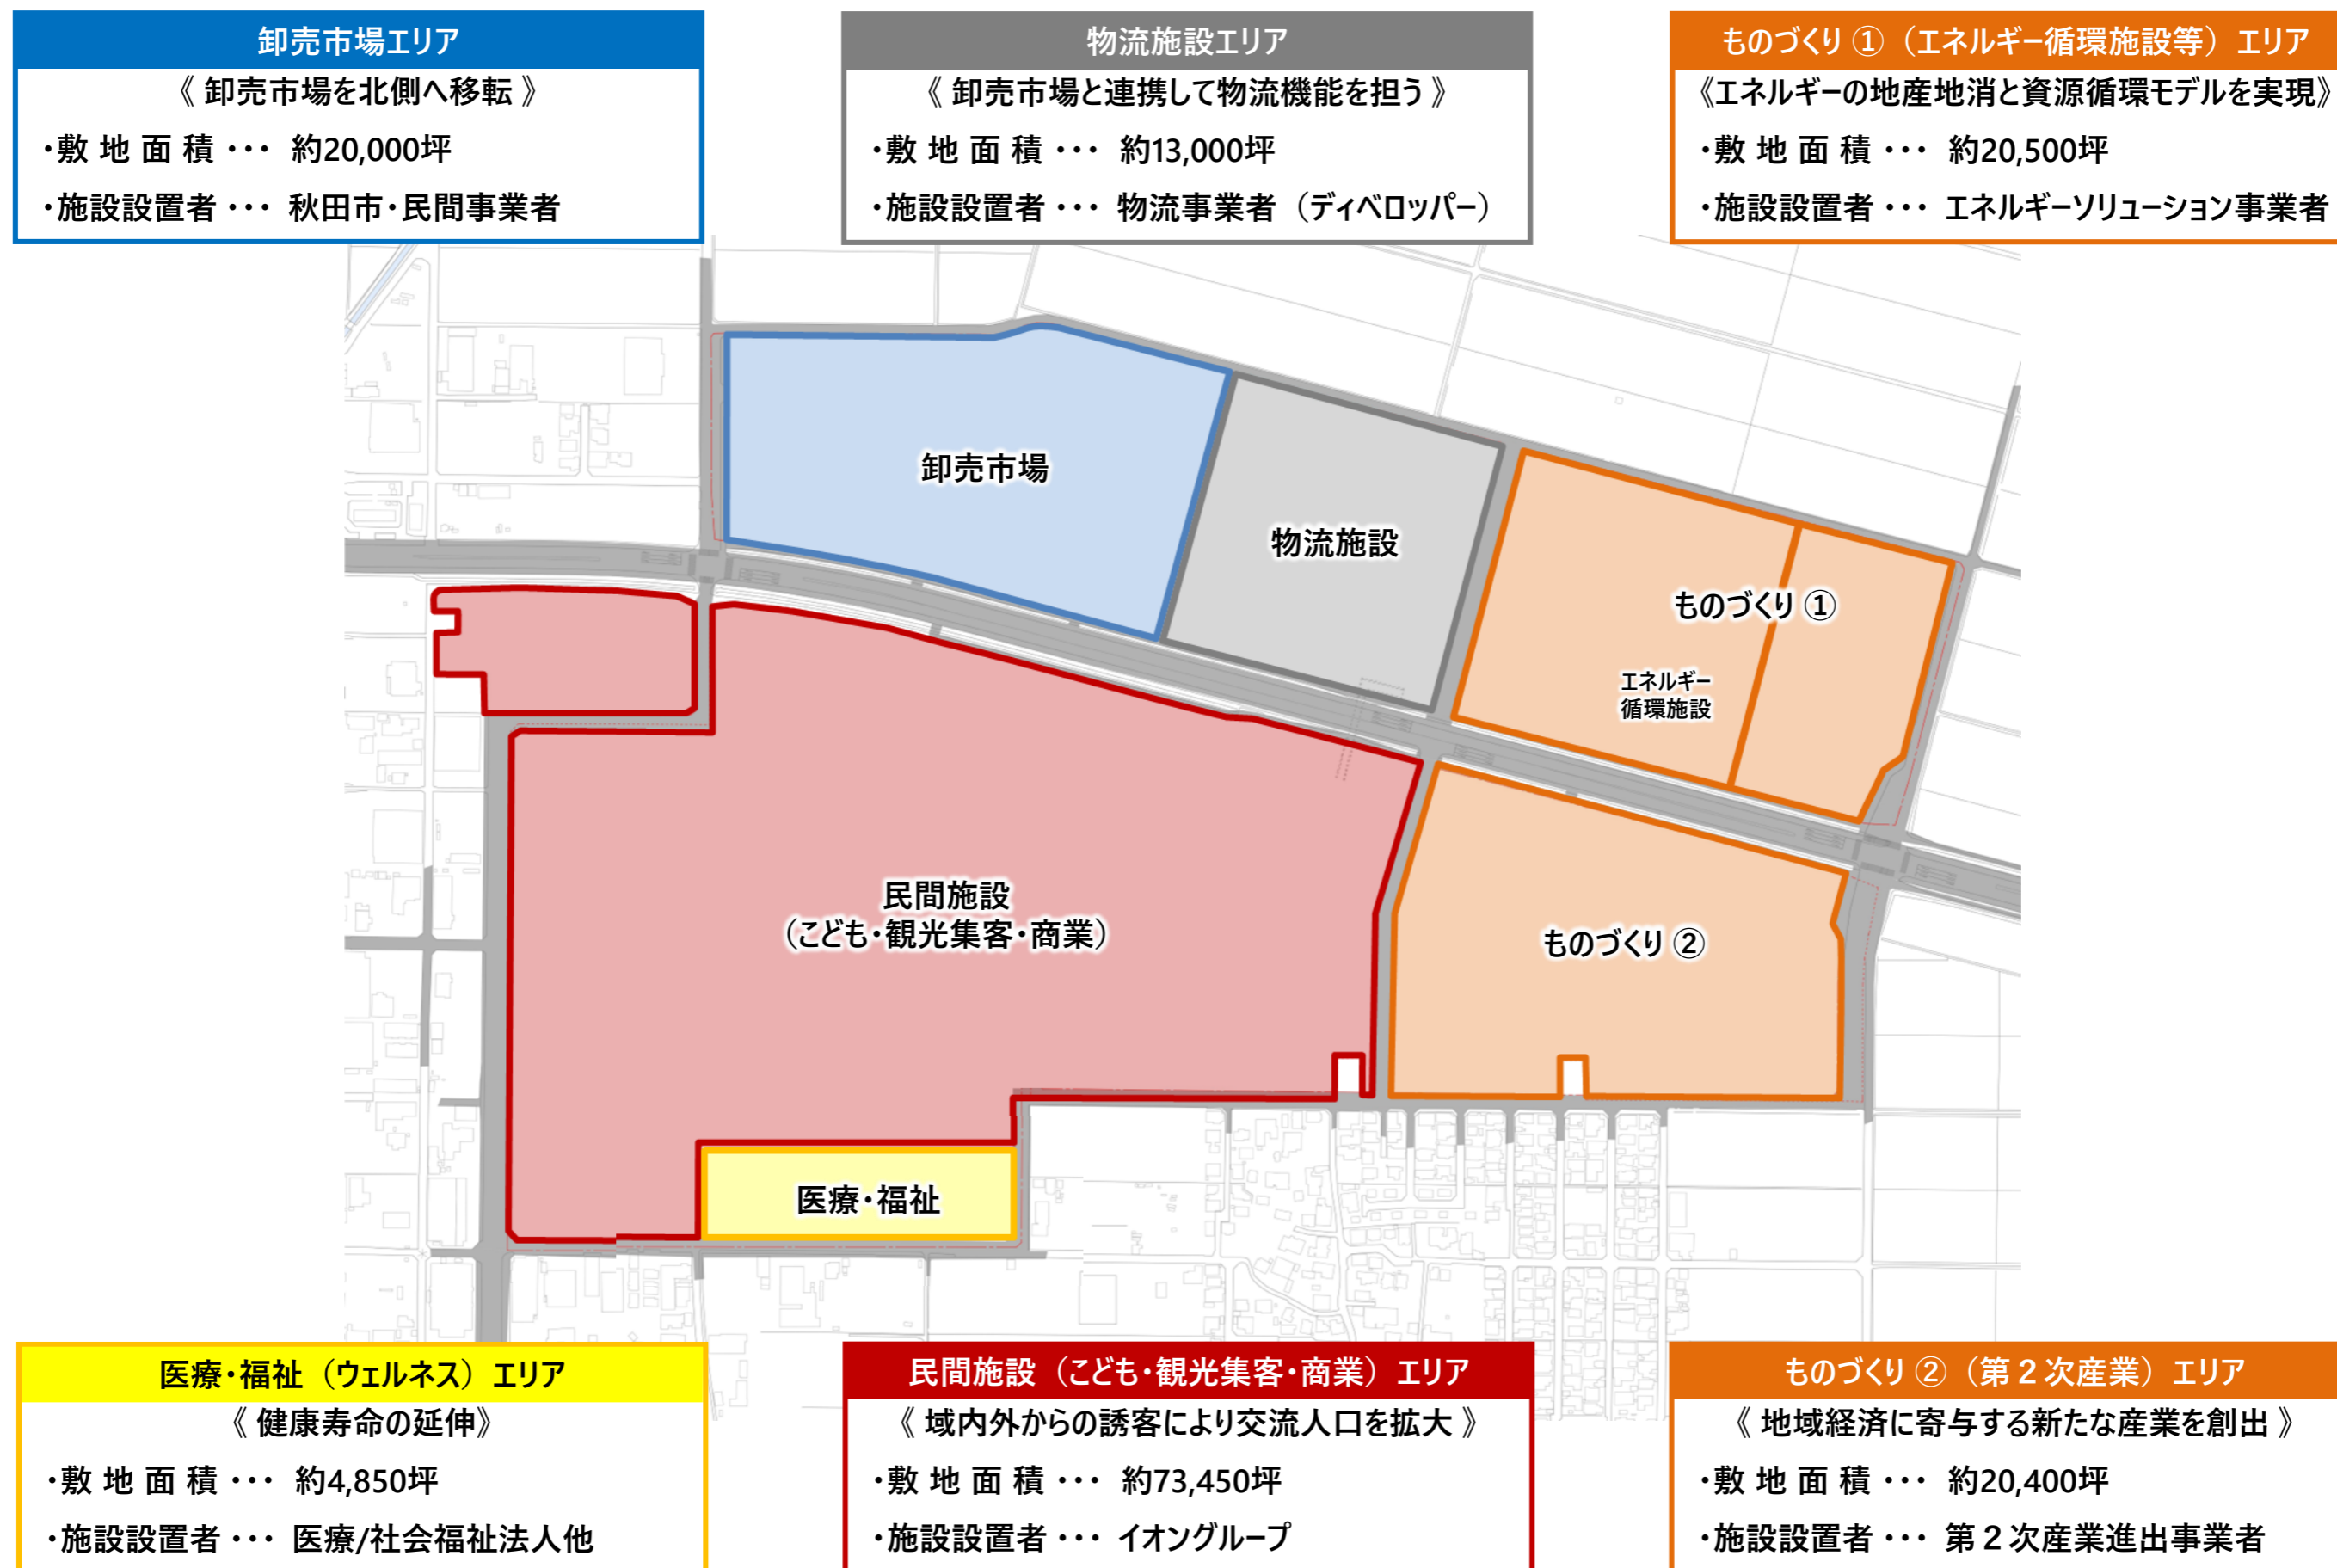 卸売市場エリア
《 卸売市場を北側へ移転 》
・敷 地 面 積 ・・・ 約20,000坪
・施設設置者 ・・・ 秋田市・民間事業者
物流施設エリア
《 卸売市場と連携して物流機能を担う 》
・敷 地 面 積 ・・・ 約13,000坪
・施設設置者 ・・・ 物流事業者（ディベロッパー）
ものづくり ①（エネルギー循環施設等）エリア
《エネルギーの地産地消と資源循環モデルを実現》
・敷 地 面 積 ・・・ 約20,500坪
・施設設置者 ・・・ エネルギーソリューション事業者
卸売市場
物流施設
ものづくり ①
エネルギー
循環施設
民間施設
（こども・観光集客・商業）
ものづくり ②
医療・福祉
医療・福祉（ウェルネス）エリア
《 健康寿命の延伸》
・敷 地 面 積 ・・・ 約4,850坪
・施設設置者 ・・・ 医療/社会福祉法人他
民間施設（こども・観光集客・商業）エリア
《 域内外からの誘客により交流人口を拡大 》
・敷 地 面 積 ・・・ 約73,450坪
・施設設置者 ・・・ イオングループ
ものづくり ②（第２次産業）エリア
《 地域経済に寄与する新たな産業を創出 》
・敷 地 面 積 ・・・ 約20,400坪
・施設設置者 ・・・ 第２次産業進出事業者